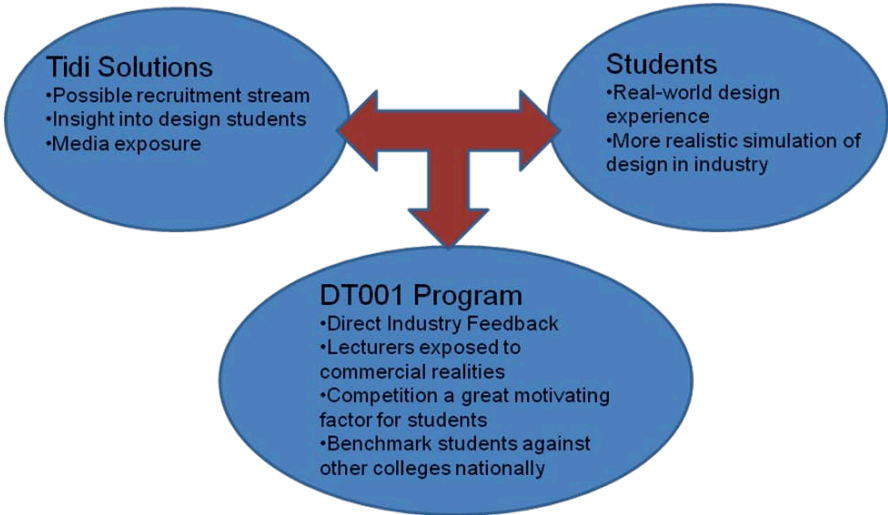 Tidi Solutions
•Possible recruitment stream
•Insight into design students
•Media exposure
Students
•Real-world design
experience
•More realistic simulation of
design in industry
DT001 Program
•Direct Industry Feedback
•Lecturers exposed to
commercial realities
•Competition a great motivating
factor for students
•Benchmark students against
other colleges nationally